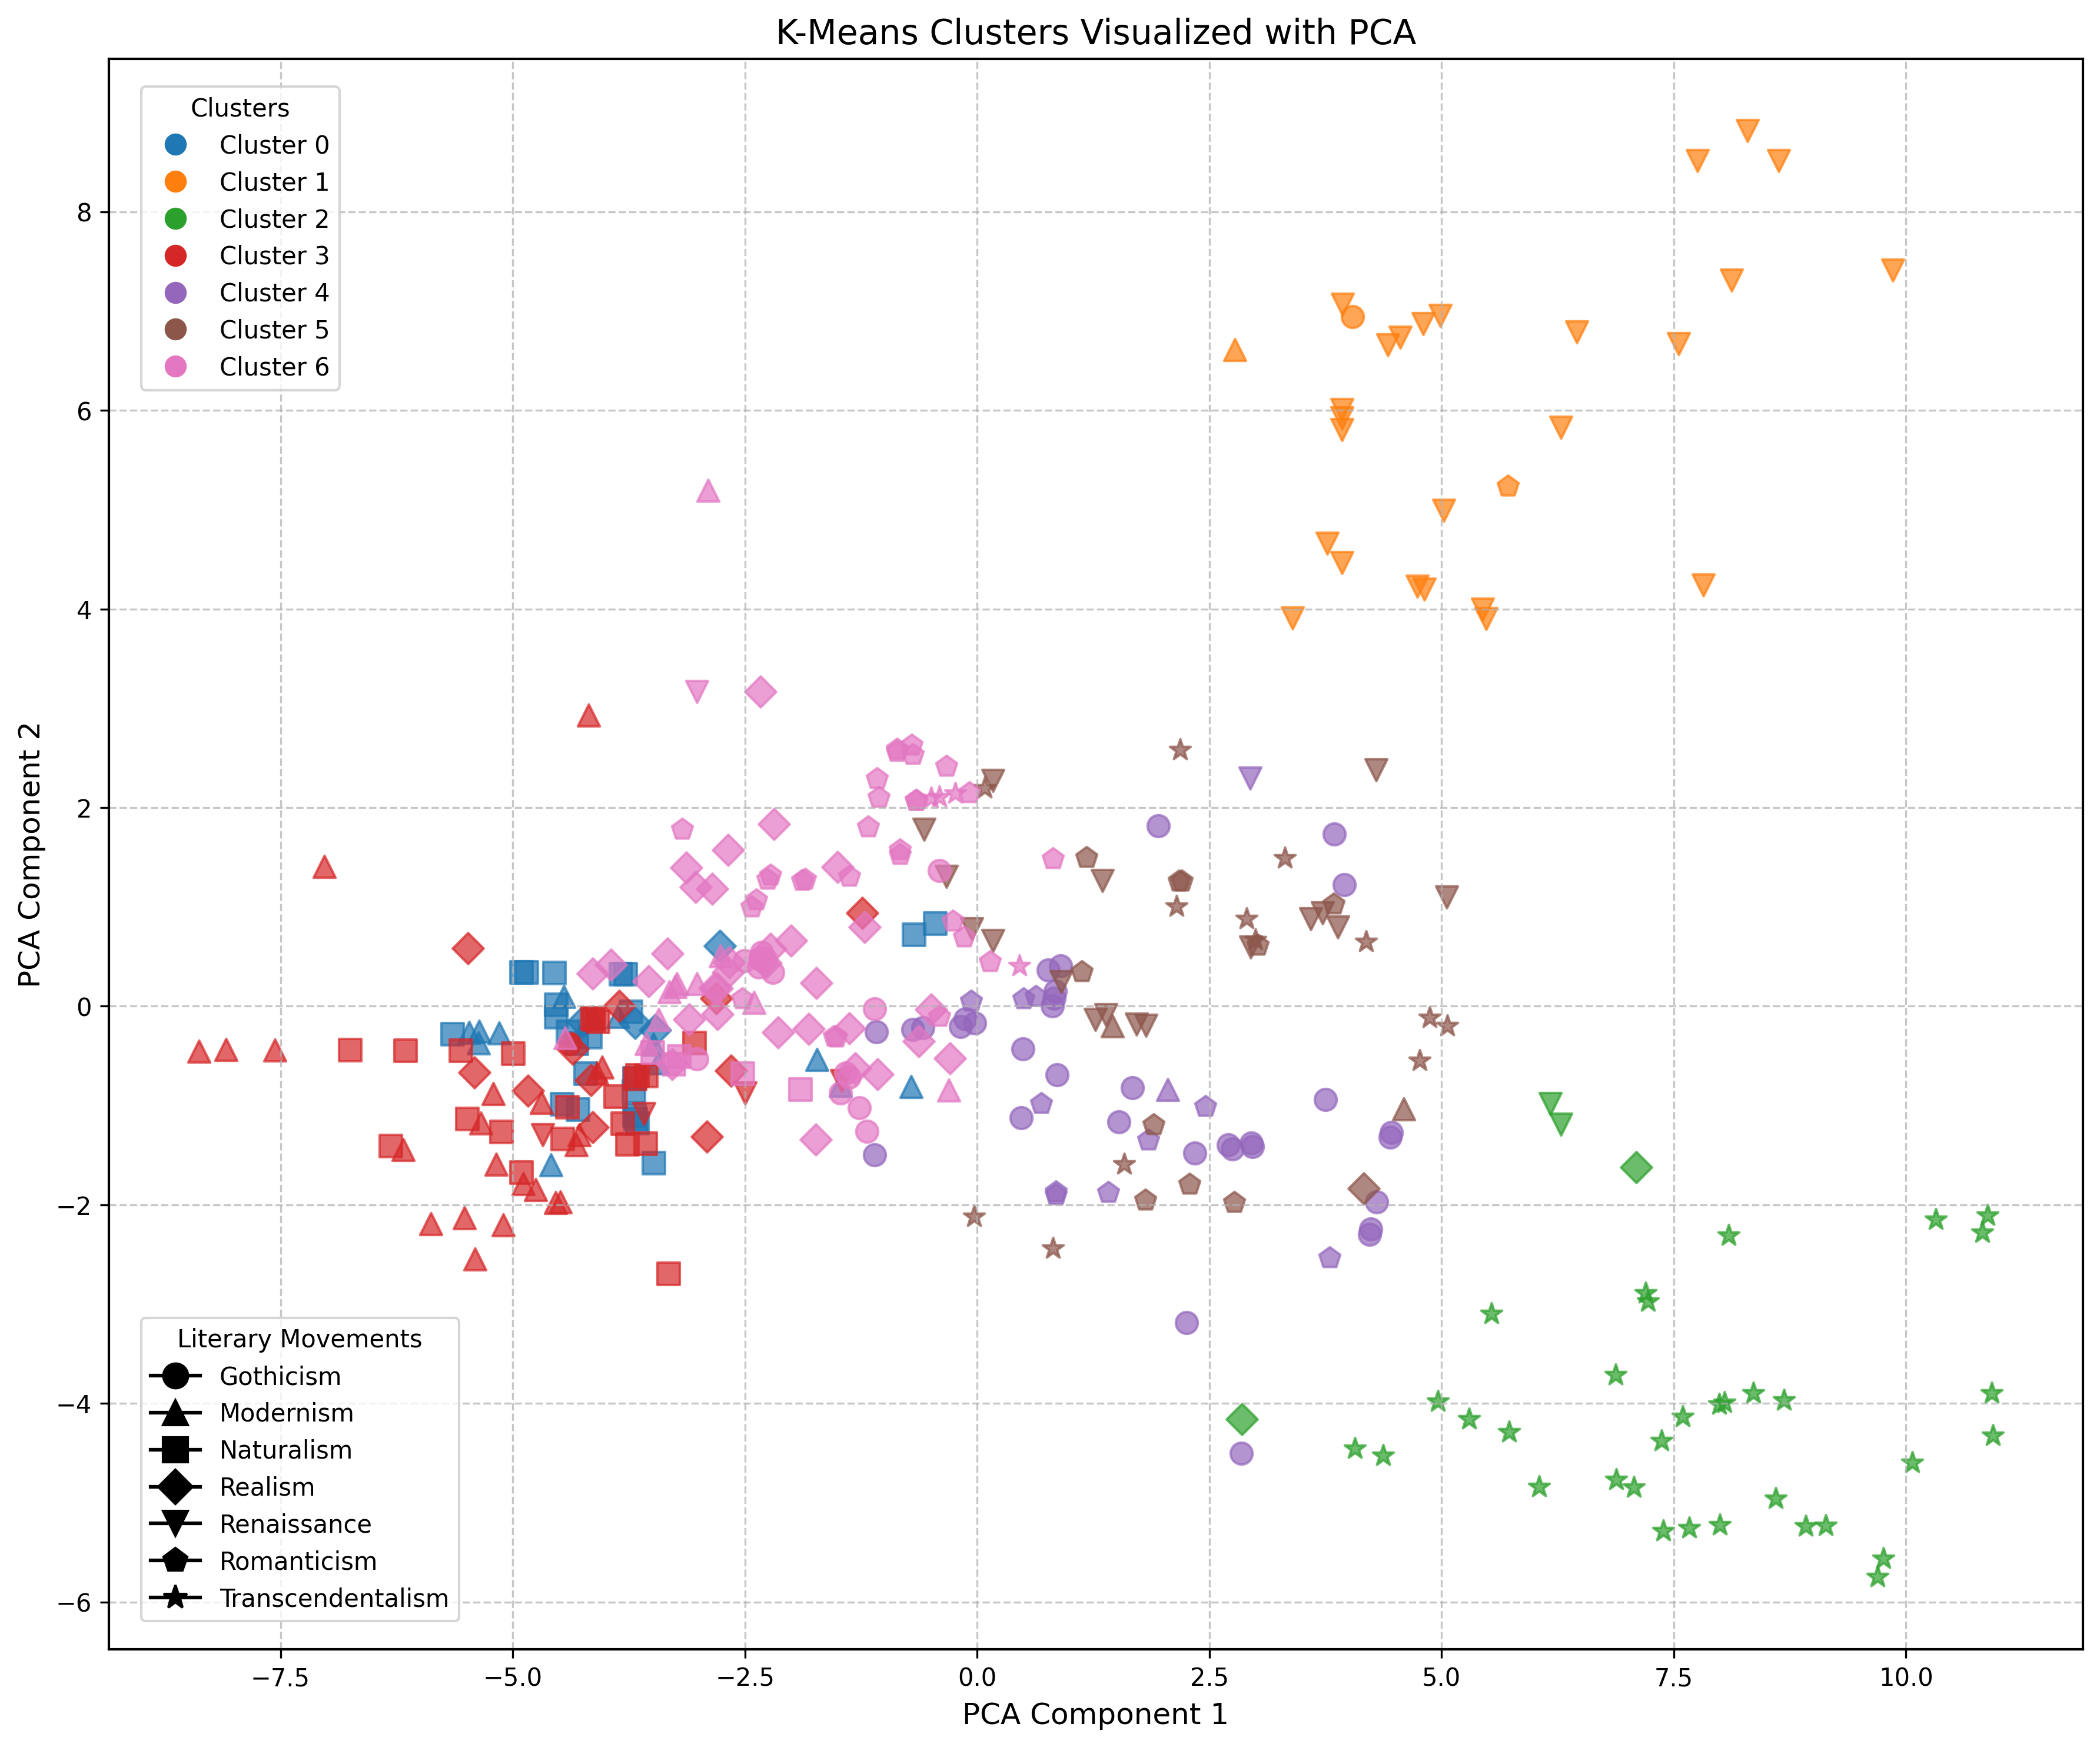 K-Means Clusters Visualized with PCA
Clusters
Cluster 0
Cluster 1
Cluster 2
Cluster 3
Cluster 4
Cluster 5
Cluster 6
8
6
4
2
0
−2
−4
−6
PCA Component 2
Literary Movements
Gothicism
Modernism
Naturalism
Realism
Renaissance
Romanticism
Transcendentalism
−7.5 −5.0 −2.5 0.0 2.5 5.0 7.5 10.0
PCA Component 1